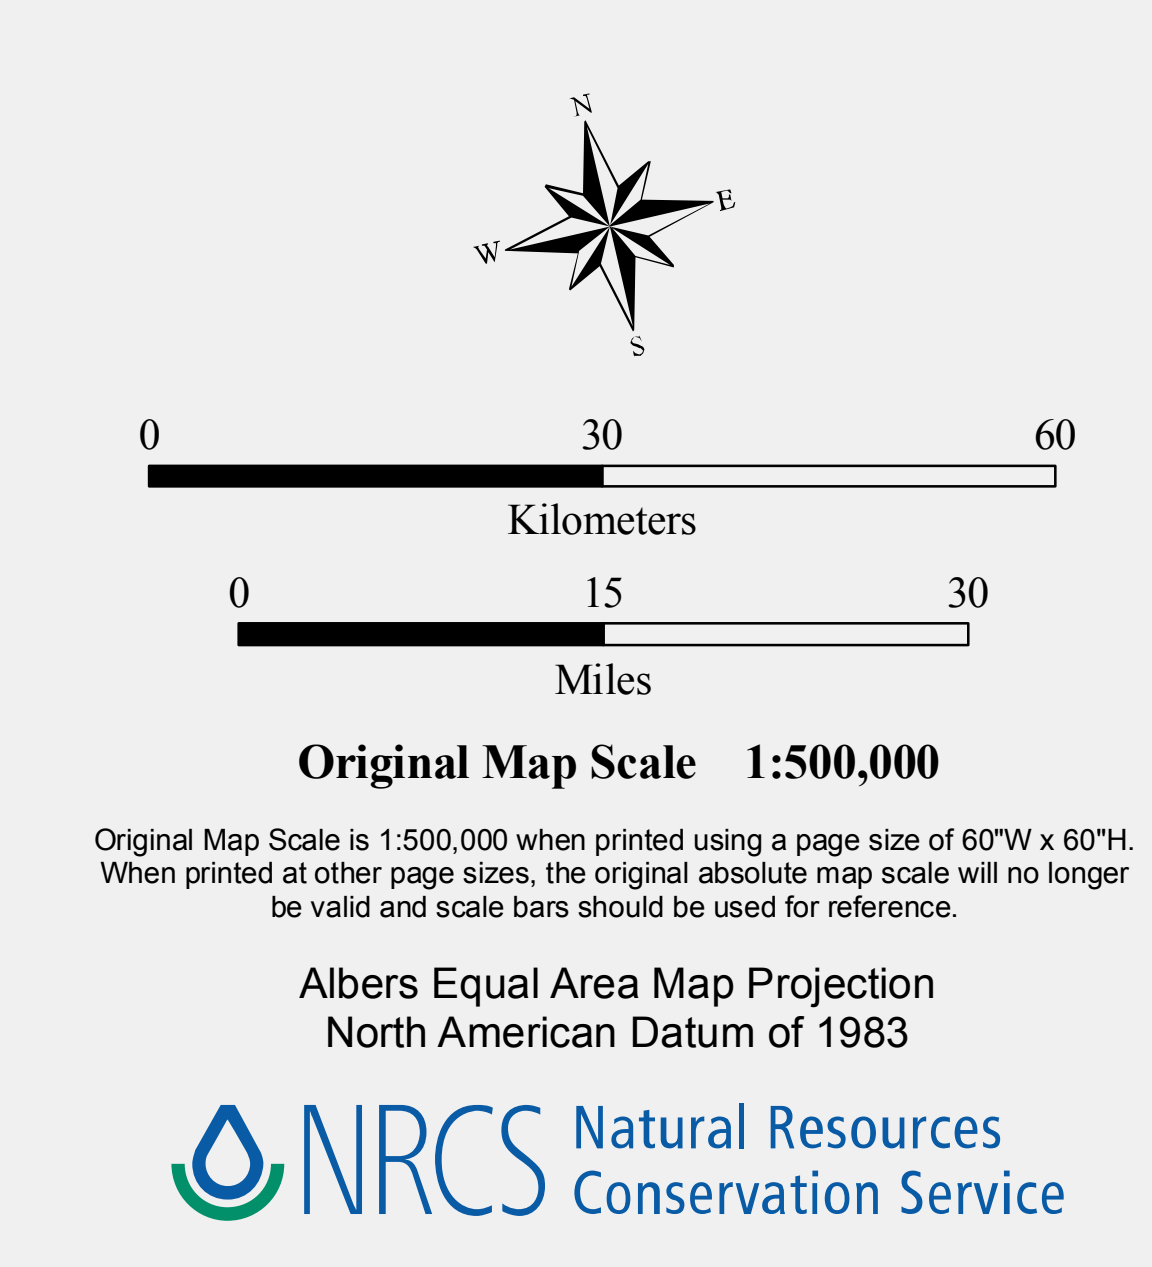 N
E
W
S
0 30 60
Kilometers
0 15 30
Miles
Original Map Scale 1:500,000
Original Map Scale is 1:500,000 when printed using a page size of 60"W x 60"H.
When printed at other page sizes, the original absolute map scale will no longer
be valid and scale bars should be used for reference.
Albers Equal Area Map Projection
North American Datum of 1983
NRCS
Natural Resources
Conservation Service